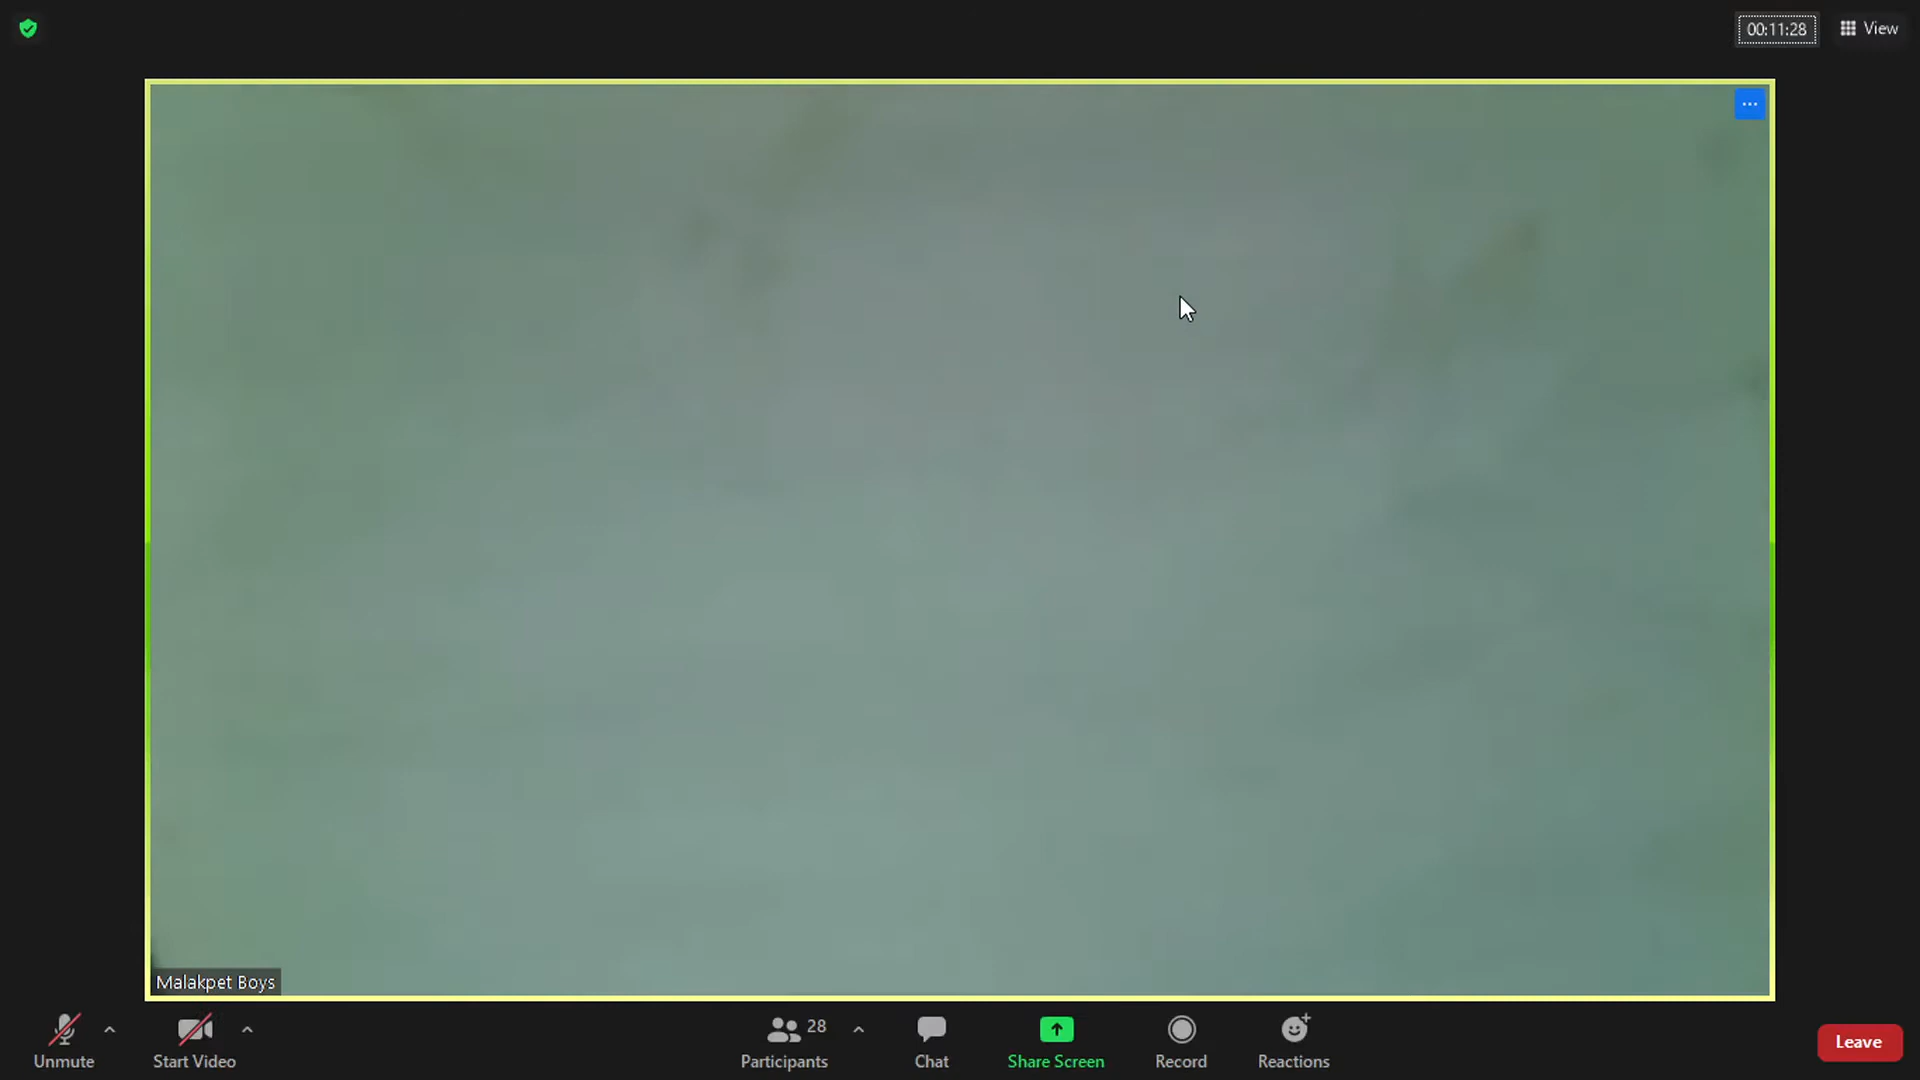 00:11:28
View
Malakpet Boys
Unmute
Start Video
28
Participants
Chat
Share Screen
Record
Reactions
Leave